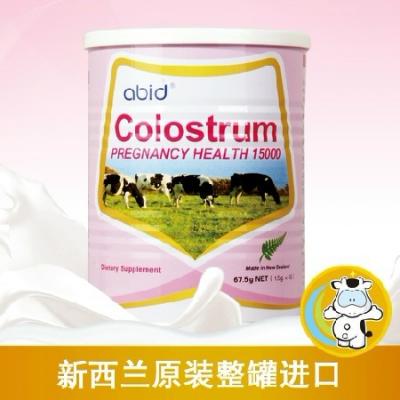 abid®
Colostrum
PREGNANCY HEALTH 15000
Made in New Zealand
Dietary Supplement
67.5g NET
新西兰原装整罐进口